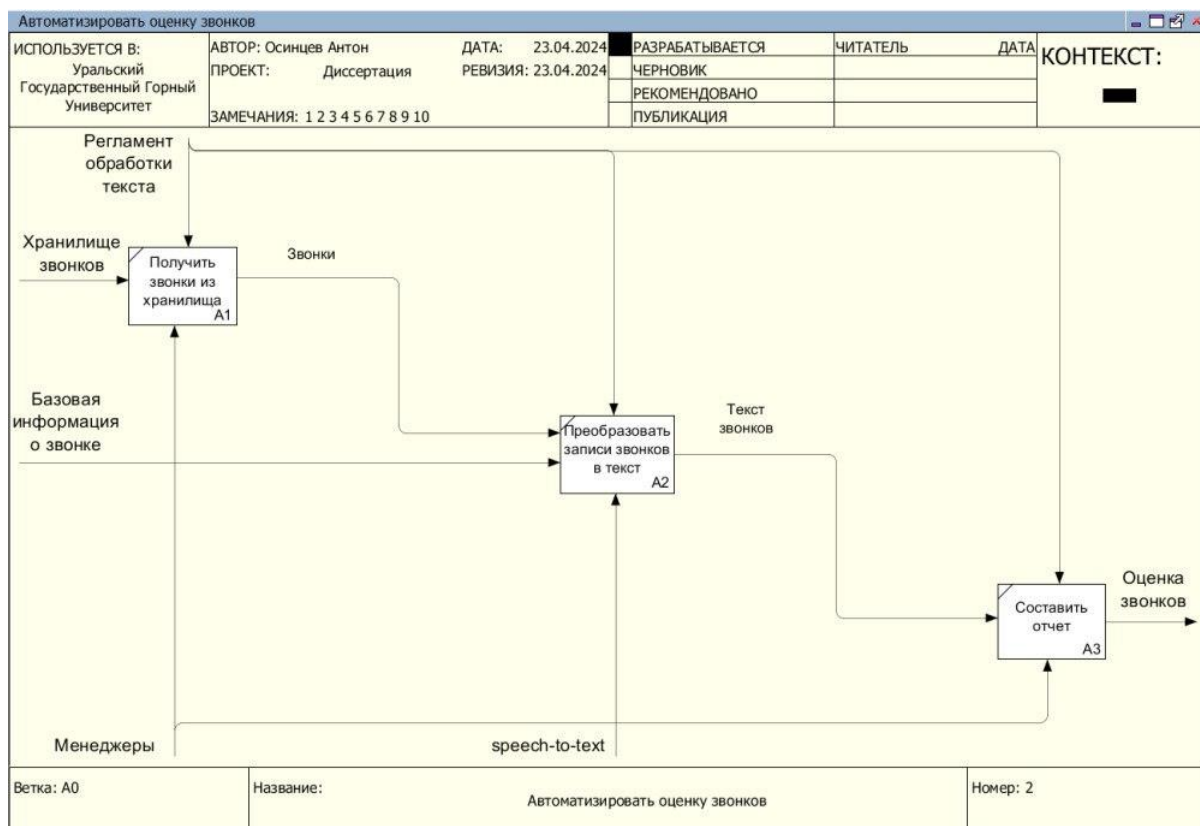 Автоматизировать оценку звонков
ИСПОЛЬЗУЕТСЯ В:
Уральский
Государственный Горный
Университет
АВТОР: Осинцев Антон
ДАТА: 23.04.2024
ПРОЕКТ: Диссертация
РЕВИЗИЯ: 23.04.2024
ЗАМЕЧАНИЯ: 1 2 3 4 5 6 7 8 9 10
РАЗРАБАТЫВАЕТСЯ
ЧЕРНОВИК
РЕКОМЕНДОВАНО
ПУБЛИКАЦИЯ
ЧИТАТЕЛЬ
ДАТА
КОНТЕКСТ:
Регламент
обработки
текста
Хранилище
звонков
Получить
звонки из
хранилища
A1
Звонки
Базовая
информация
о звонке
Преобразовать
записи звонков
в текст
A2
Текст
звонков
Составить
отчет
A3
Оценка
звонков
Менеджеры
speech-to-text
Ветка: A0
Название:
Автоматизировать оценку звонков
Номер: 2